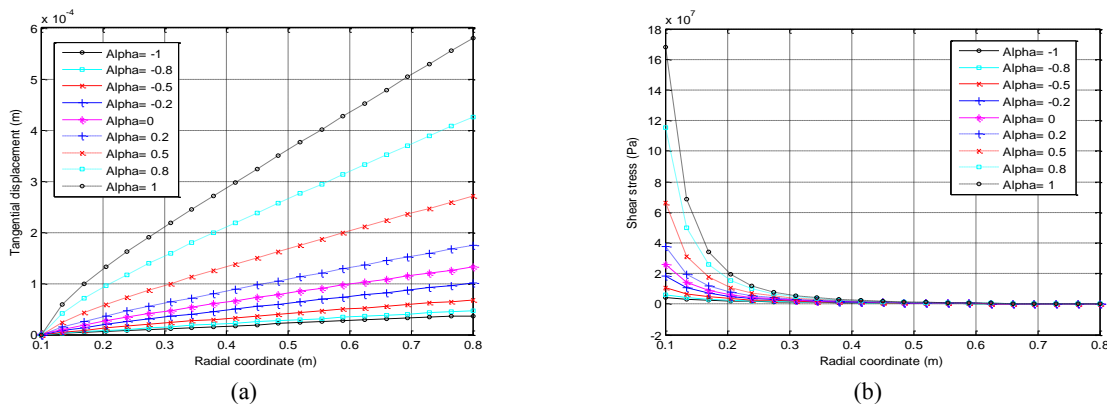 x 10⁻⁴
6
5
4
3
2
1
0
0.1 0.2 0.3 0.4 0.5 0.6 0.7 0.8
Tangential displacement (m)
Radial coordinate (m)
Alpha= -1
Alpha= -0.8
Alpha= -0.5
Alpha= -0.2
Alpha=0
Alpha= 0.2
Alpha= 0.5
Alpha= 0.8
Alpha= 1
(a)
x 10⁷
18
16
14
12
10
8
6
4
2
0
-2
0.1 0.2 0.3 0.4 0.5 0.6 0.7 0.8
Shear stress (Pa)
Radial coordinate (m)
Alpha= -1
Alpha= -0.8
Alpha= -0.5
Alpha= -0.2
Alpha= 0
Alpha= 0.2
Alpha= 0.5
Alpha= 0.8
Alpha= 1
(b)